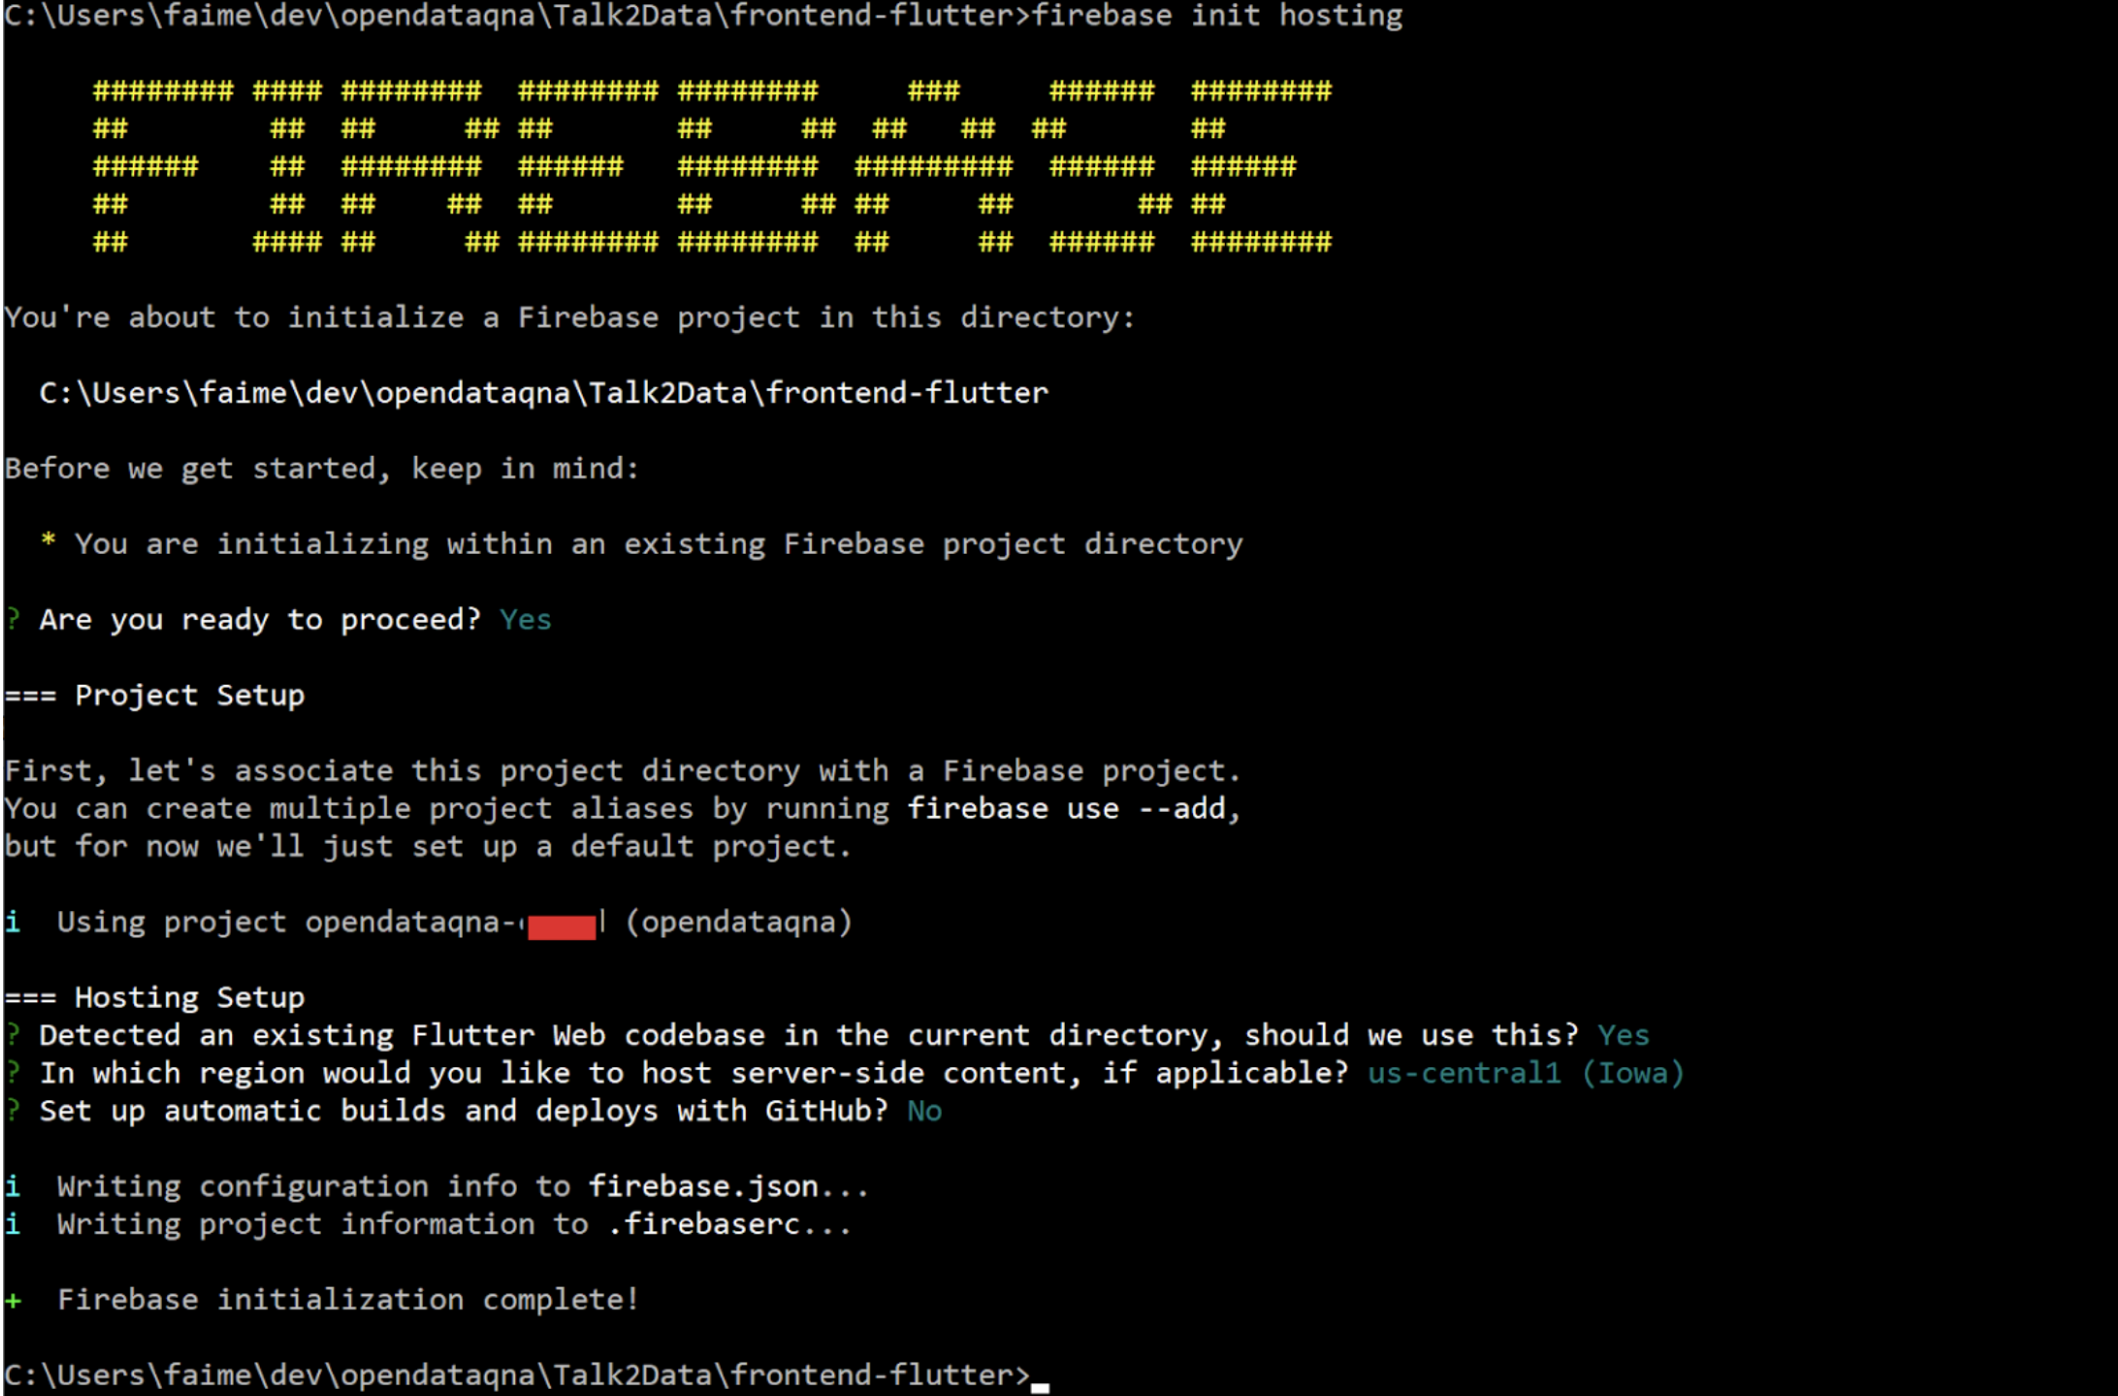 C:\Users\faime\dev\opendataqna\Talk2Data\frontend-flutter>firebase init hosting
FIREBASE
You're about to initialize a Firebase project in this directory:
C:\Users\faime\dev\opendataqna\Talk2Data\frontend-flutter
Before we get started, keep in mind:
* You are initializing within an existing Firebase project directory
? Are you ready to proceed? Yes
=== Project Setup
First, let's associate this project directory with a Firebase project.
You can create multiple project aliases by running firebase use --add,
but for now we'll just set up a default project.
i Using project opendataqna- (opendataqna)
=== Hosting Setup
? Detected an existing Flutter Web codebase in the current directory, should we use this? Yes
? In which region would you like to host server-side content, if applicable? us-central1 (Iowa)
? Set up automatic builds and deploys with GitHub? No
i Writing configuration info to firebase.json...
i Writing project information to .firebaserc...
+ Firebase initialization complete!
C:\Users\faime\dev\opendataqna\Talk2Data\frontend-flutter>